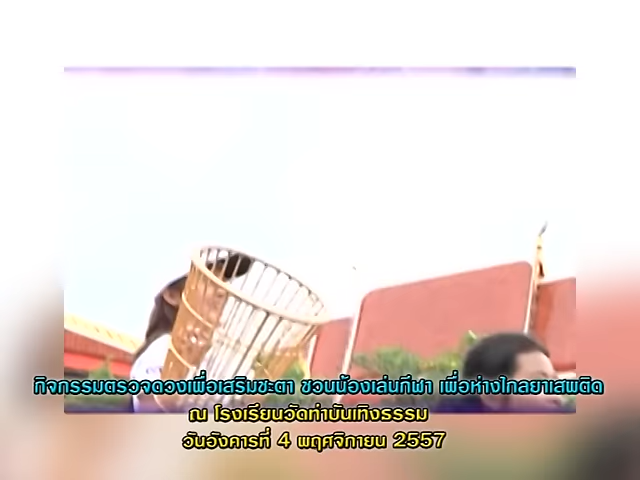 กิจกรรมตรวจดวงเพื่อเสริมชะตา ชวนน้องเล่นกีฬา เพื่อห่างไกลยาเสพติด
ณ โรงเรียนวัดท่าบันเทิงธรรม
วันอังคารที่ 4 พฤศจิกายน 2557